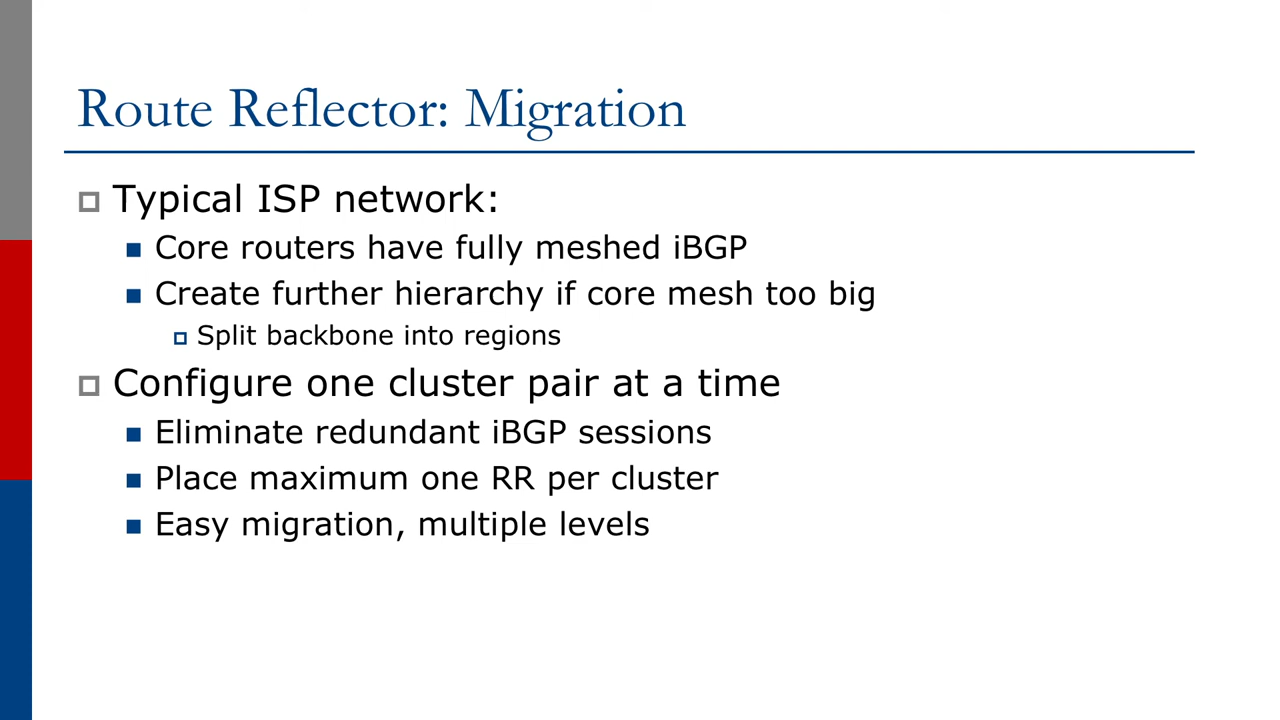 Route Reflector: Migration
Typical ISP network:
Core routers have fully meshed iBGP
Create further hierarchy if core mesh too big
Split backbone into regions
Configure one cluster pair at a time
Eliminate redundant iBGP sessions
Place maximum one RR per cluster
Easy migration, multiple levels